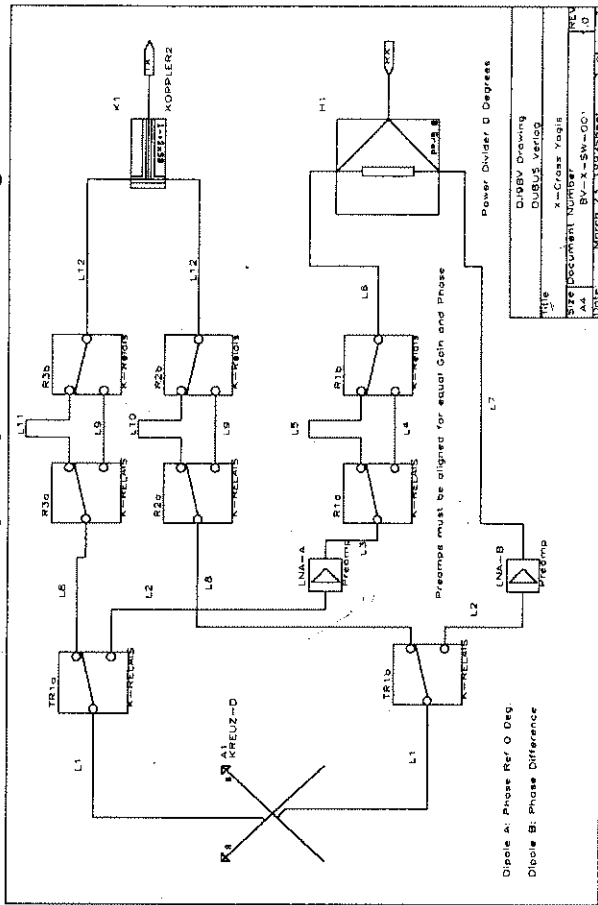 TX
K1
KOPPLER2
L12
L12
R3b
K-Relais
R2b
K-Relais
L11
L9
L10
L9
R3a
K-RELAIS
R2a
K-RELAIS
L8
L2
L8
TR1a
K-RELAIS
L1
A1
KREUZ-D
RX
H1
Power Divider 0 Degrees
L6
R1b
K-Relais
L5
L4
R1a
K-RELAIS
L3
LNA-A
Preamp
Preamps must be aligned for equal Gain and Phase
L7
LNA-B
Preamp
L2
TR1b
K-RELAIS
L1
Dipole A: Phase Ref 0 Deg.
Dipole B: Phase Difference
DJ9BV Drawing
DUBUS Verlag
Title
X-Cross Yagis
Size
Document Number
REV
A4
BV-X-SW-001